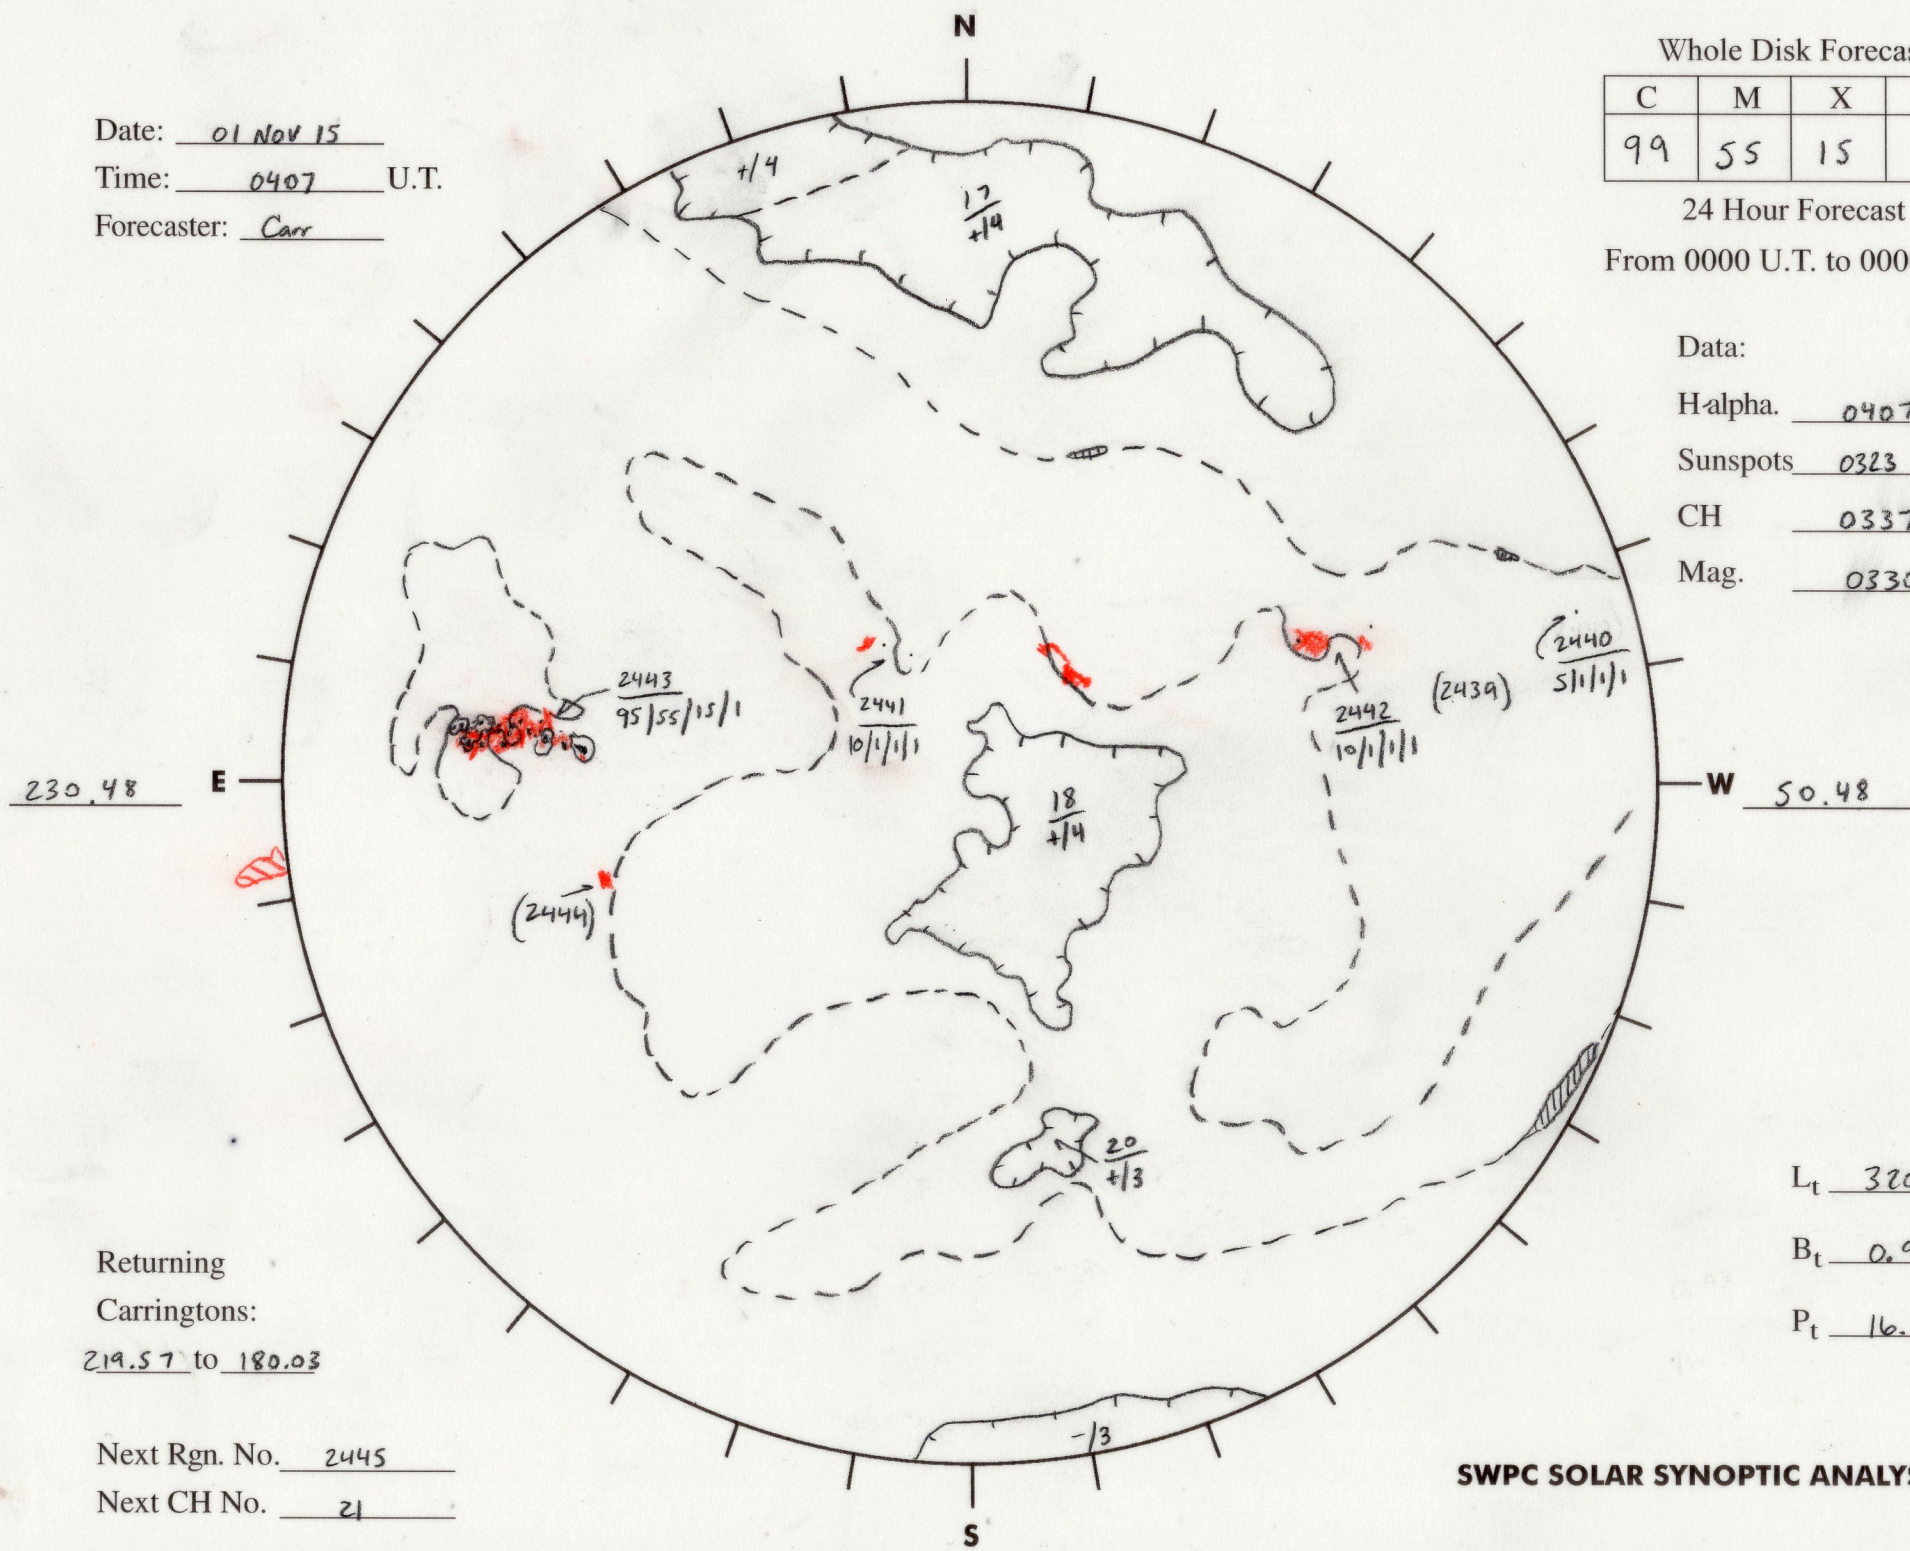 N
Whole Disk Forecas
C M X
99 55 15
24 Hour Forecast
From 0000 U.T. to 000
Date: 01 NOV 15
Time: 0407 U.T.
Forecaster: Carr
Data:
H-alpha. 0407
Sunspots 0323
CH 0337
Mag. 0330
+/4
17
+/4
2443
95/55/15/1
2441
10/1/1/1
2442
10/1/1/1
(2439)
2440
5/1/1/1
230.48 E
W 50.48
18
+/4
(2444)
20
+/3
Lt 320
Bt 0.9
Pt 16.
Returning
Carringtons:
219.57 to 180.03
-/3
Next Rgn. No. 2445
Next CH No. 21
SWPC SOLAR SYNOPTIC ANALYS
S